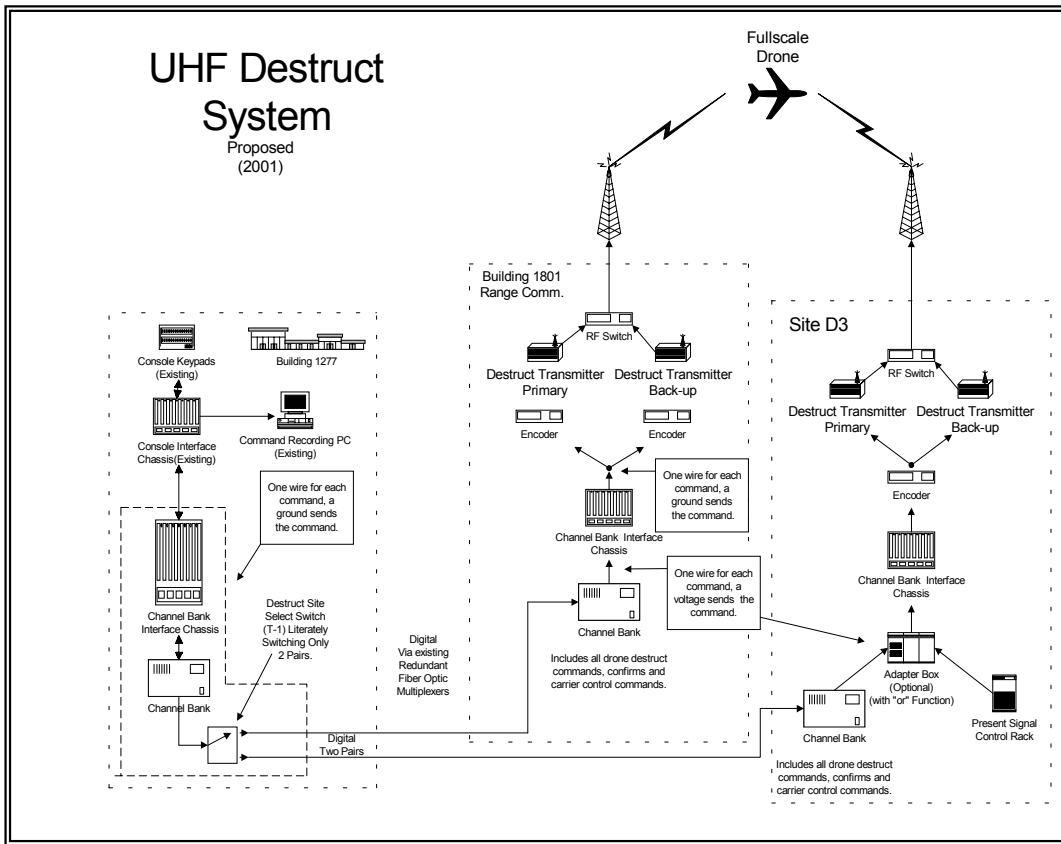 UHF Destruct
System
Proposed
(2001)
Fullscale
Drone
Console Keypads
(Existing)
Building 1277
Console Interface
Chassis(Existing)
Command Recording PC
(Existing)
One wire for each
command, a
ground sends
the command.
Channel Bank
Interface Chassis
Destruct Site
Select Switch
(T-1) Literately
Switching Only
2 Pairs.
Channel Bank
Digital
Two Pairs
Digital
Via existing
Redundant
Fiber Optic
Multiplexers
Building 1801
Range Comm.
RF Switch
Destruct Transmitter
Primary
Destruct Transmitter
Back-up
Encoder
Encoder
One wire for each
command, a
ground sends
the command.
Channel Bank Interface
Chassis
One wire for each
command, a
voltage sends the
command.
Channel Bank
Includes all drone destruct
commands, confirms and
carrier control commands.
Site D3
RF Switch
Destruct Transmitter
Primary
Destruct Transmitter
Back-up
Encoder
Channel Bank Interface
Chassis
Adapter Box
(Optional)
(with "or" Function)
Channel Bank
Present Signal
Control Rack
Includes all drone destruct
commands, confirms and
carrier control commands.